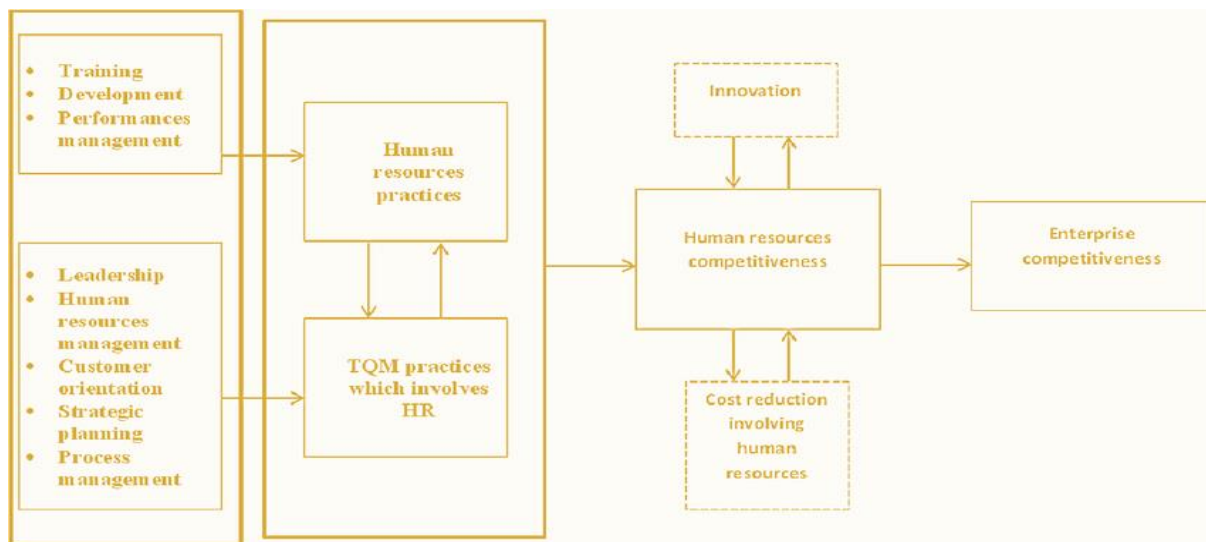 • Training
• Development
• Performances
management
• Leadership
• Human
resources
management
• Customer
orientation
• Strategic
planning
• Process
management
Human
resources
practices
TQM practices
which involves
HR
Innovation
Human resources
competitiveness
Cost reduction
involving
human
resources
Enterprise
competitiveness